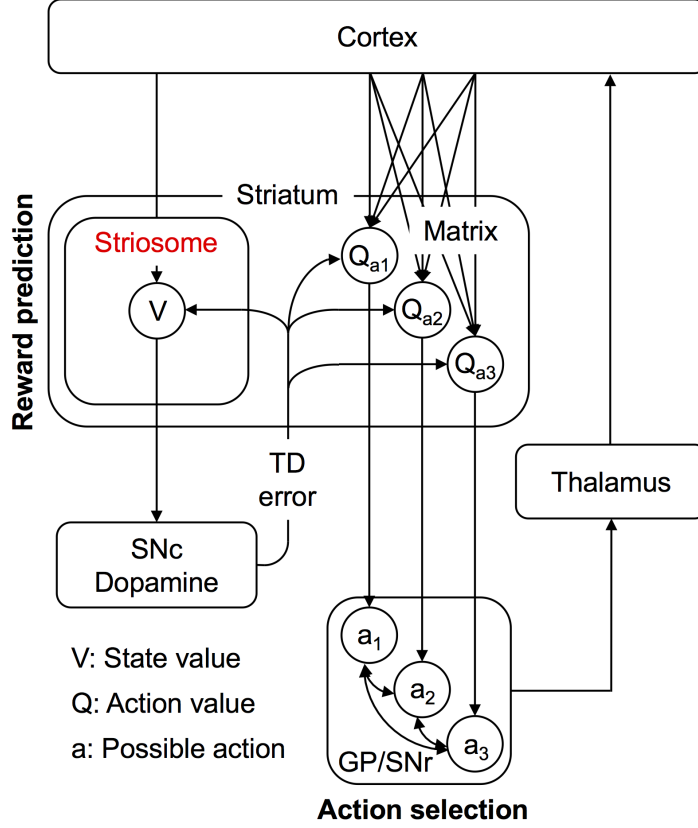 Cortex
Reward prediction
Striatum
Striosome
Matrix
V
Qa1
Qa2
Qa3
TD
error
Thalamus
SNc
Dopamine
V: State value
Q: Action value
a: Possible action
a1
a2
a3
GP/SNr
Action selection